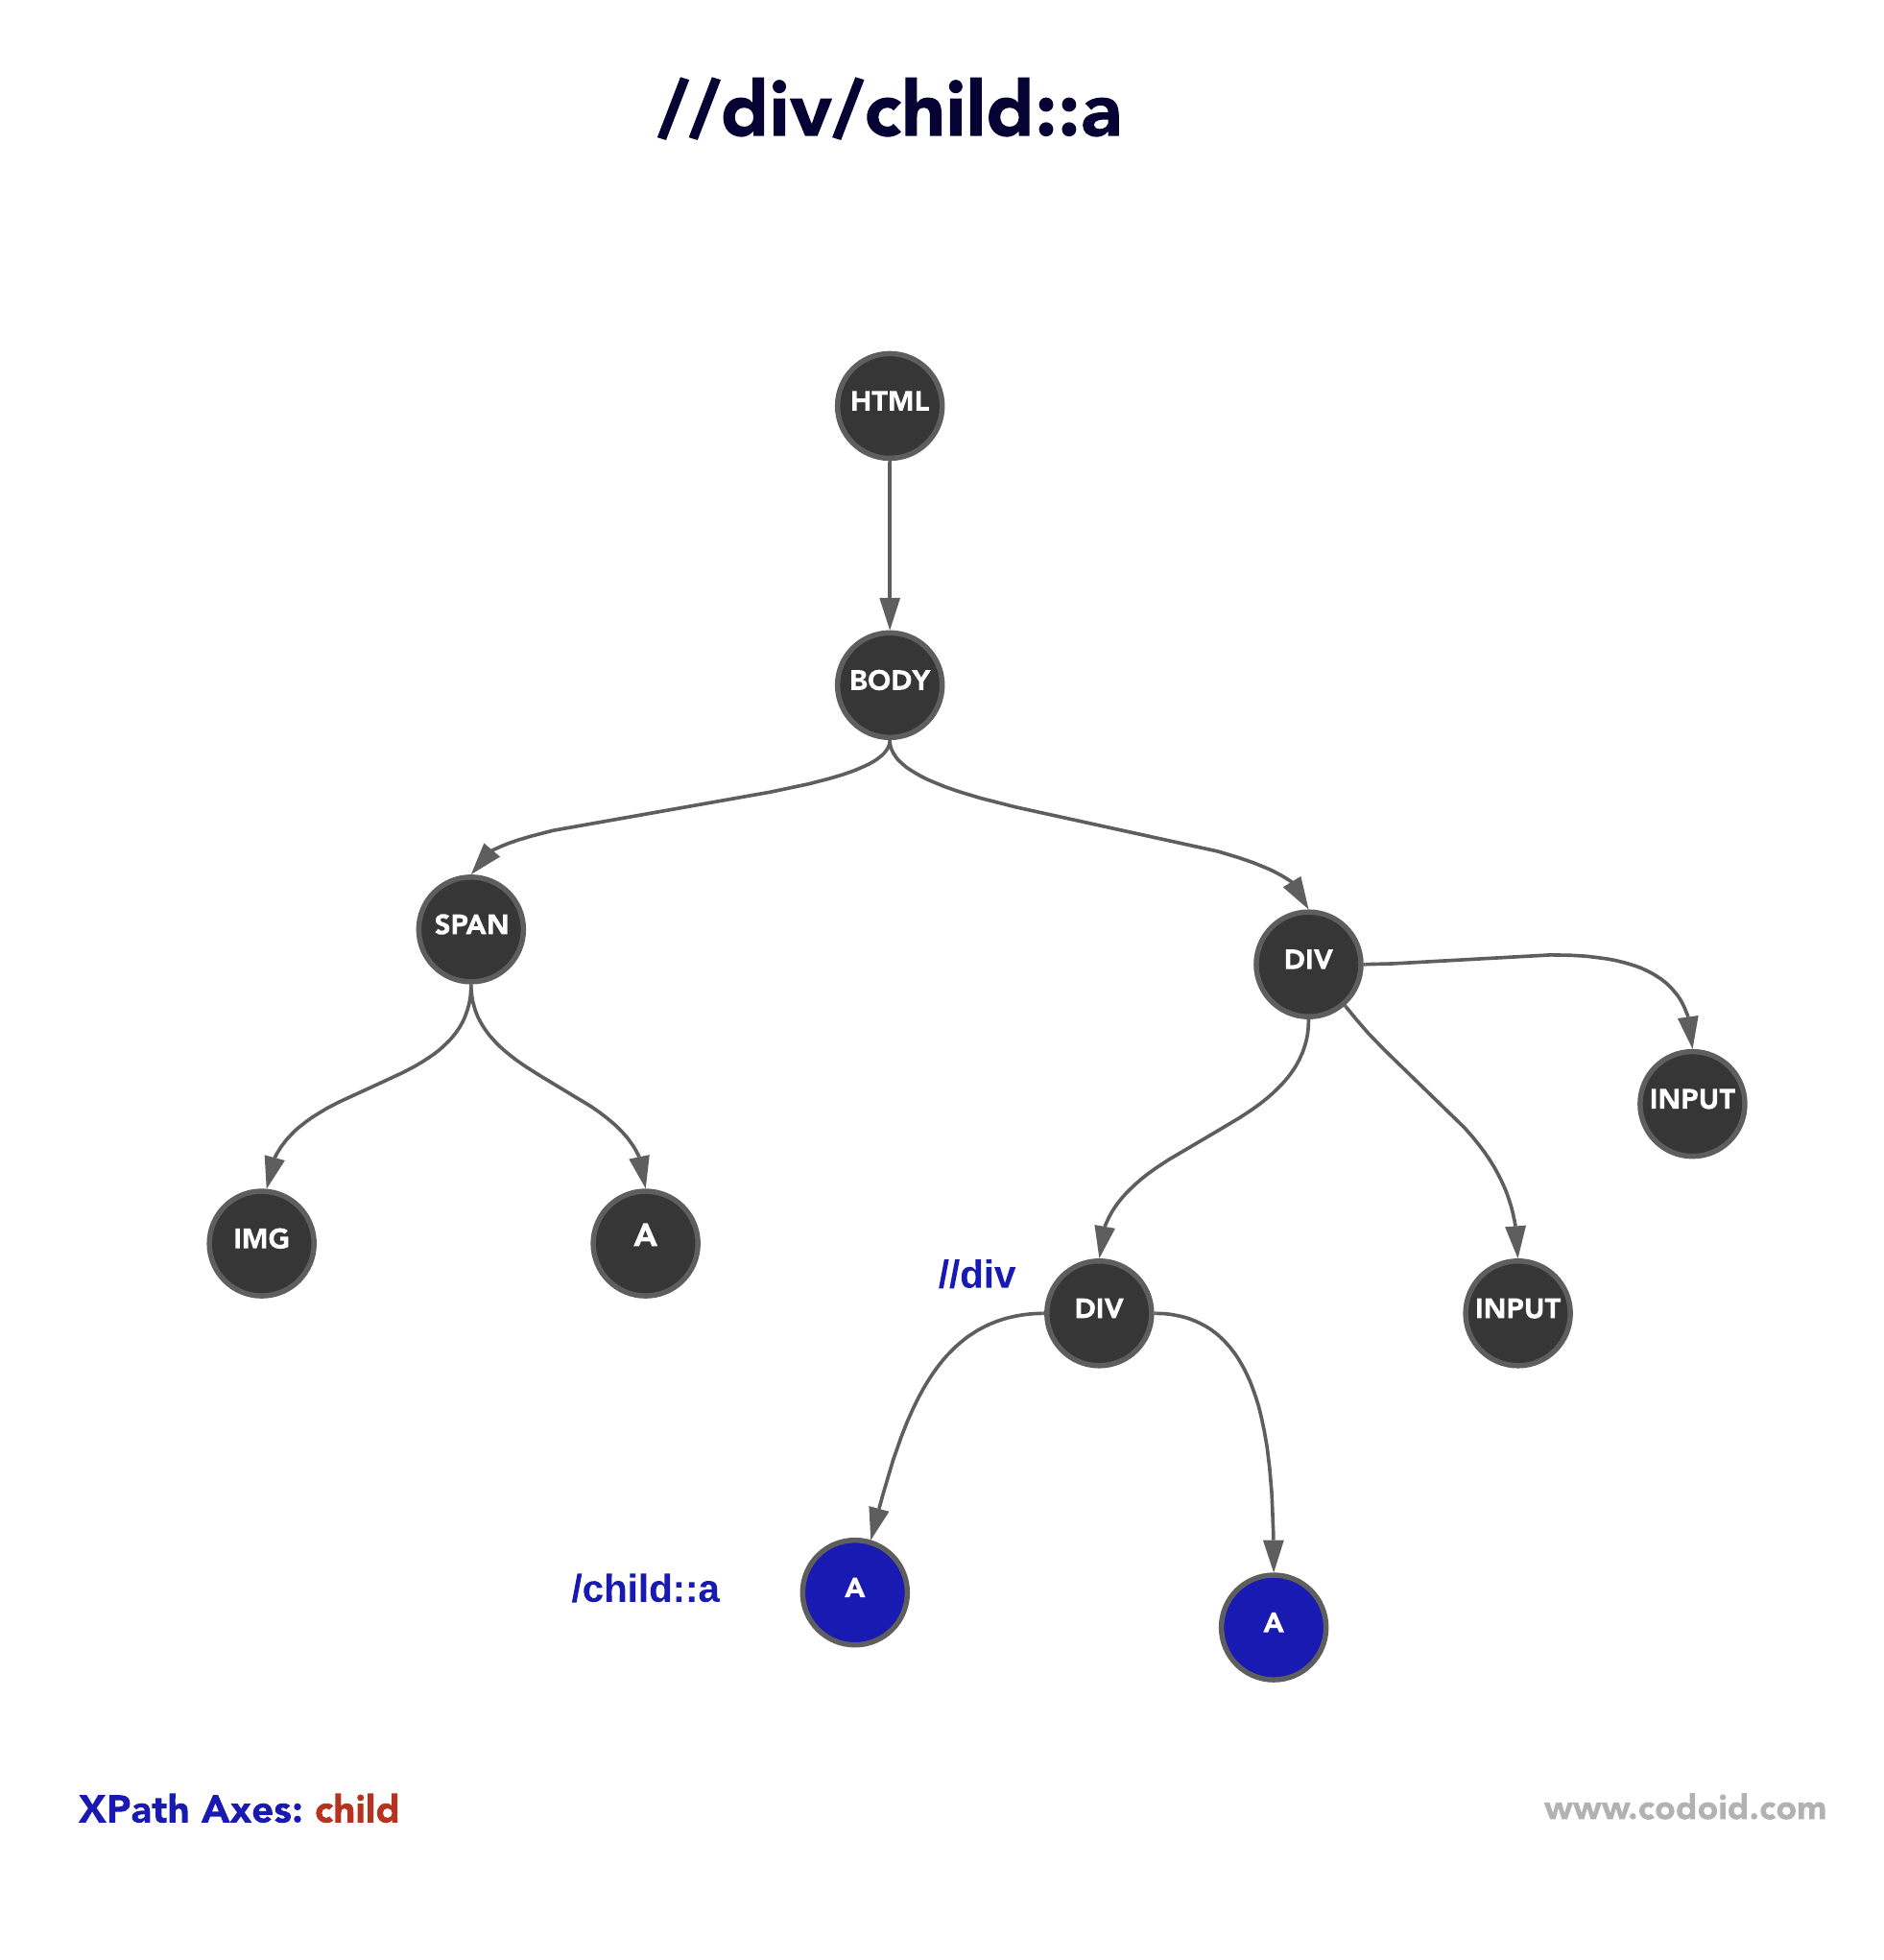 //div/child::a
HTML
BODY
SPAN
DIV
INPUT
IMG
A
//div
DIV
INPUT
/child::a
A
A
XPath Axes: child
www.codoid.com